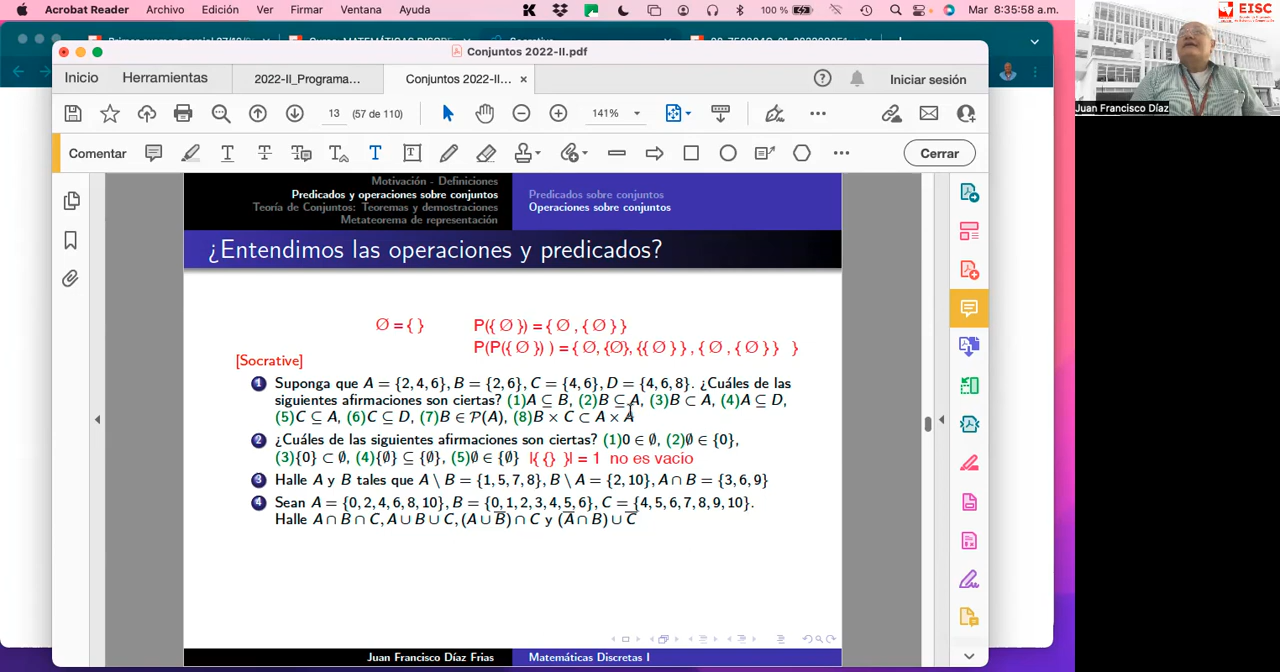 Acrobat Reader Archivo Edición Ver Firmar Ventana Ayuda 100 % Mar 8:35:58 a.m.
EISC
Conjuntos 2022-II.pdf
Inicio Herramientas 2022-II_Programa... Conjuntos 2022-II... × Iniciar sesión
13 (57 de 110) 141%
Juan Francisco Díaz
Comentar Cerrar
Motivación - Definiciones
Predicados y operaciones sobre conjuntos
Teoría de Conjuntos: Teoremas y demostraciones
Metateorema de representación
Predicados sobre conjuntos
Operaciones sobre conjuntos
¿Entendimos las operaciones y predicados?
∅ = { } P({ ∅ }) = { ∅ , { ∅ } }
P(P({ ∅ }) ) = { ∅, {∅}, {{ ∅ } }, { ∅ , { ∅ } } }
[Socrative]
1 Suponga que A = {2, 4, 6}, B = {2, 6}, C = {4, 6}, D = {4, 6, 8}. ¿Cuáles de las
siguientes afirmaciones son ciertas? (1)A ⊆ B, (2)B ⊆ A, (3)B ⊂ A, (4)A ⊆ D,
(5)C ⊆ A, (6)C ⊆ D, (7)B ∈ P(A), (8)B × C ⊂ A × A
2 ¿Cuáles de las siguientes afirmaciones son ciertas? (1)0 ∈ ∅, (2)∅ ∈ {0},
(3){0} ⊂ ∅, (4){∅} ⊆ {∅}, (5)∅ ∈ {∅} |{ {} }| = 1 no es vacío
3 Halle A y B tales que A \ B = {1, 5, 7, 8}, B \ A = {2, 10}, A ∩ B = {3, 6, 9}
4 Sean A = {0, 2, 4, 6, 8, 10}, B = {0, 1, 2, 3, 4, 5, 6}, C = {4, 5, 6, 7, 8, 9, 10}.
Halle A ∩ B ∩ C, A ∪ B ∪ C, (A ∪ B̅) ∩ C y (A̅ ∩ B) ∪ C̅
Juan Francisco Díaz Frias Matemáticas Discretas I